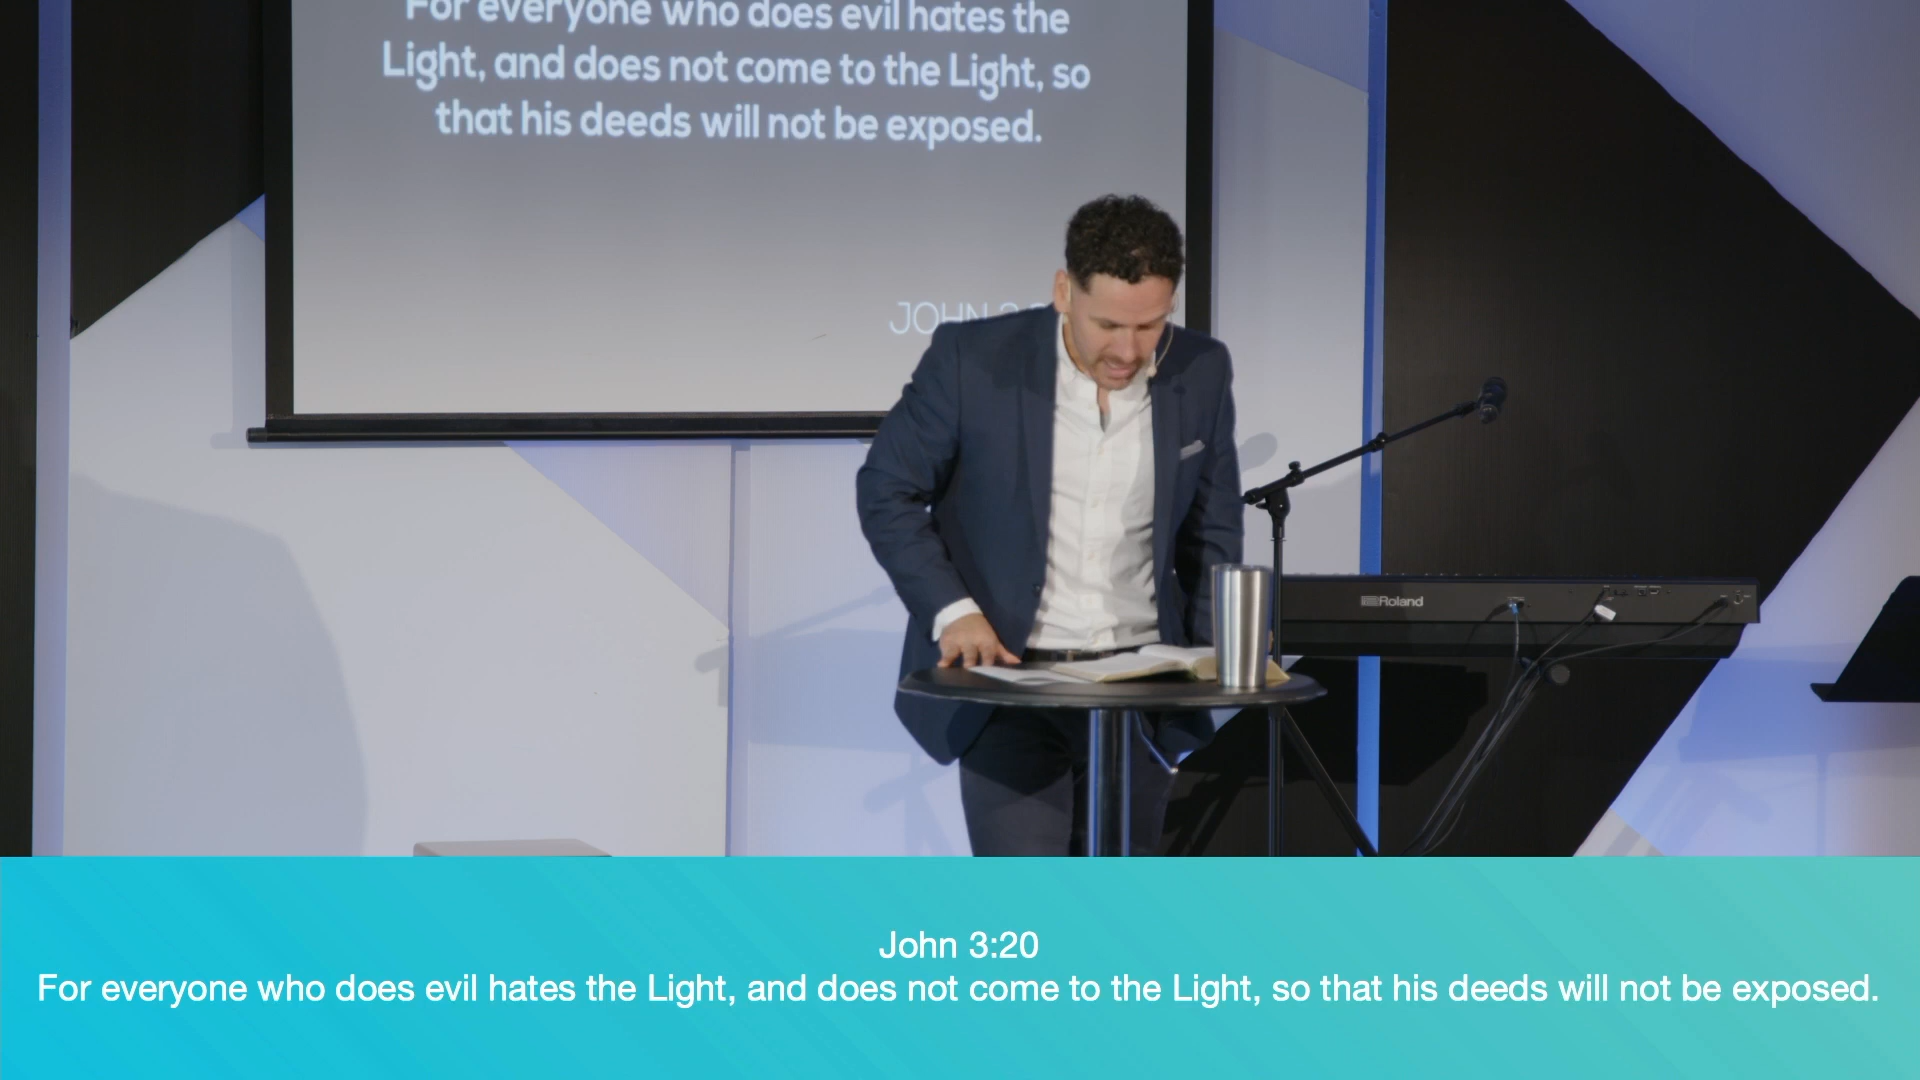 For everyone who does evil hates the
Light, and does not come to the Light, so
that his deeds will not be exposed.
JOHN
Roland
John 3:20
For everyone who does evil hates the Light, and does not come to the Light, so that his deeds will not be exposed.